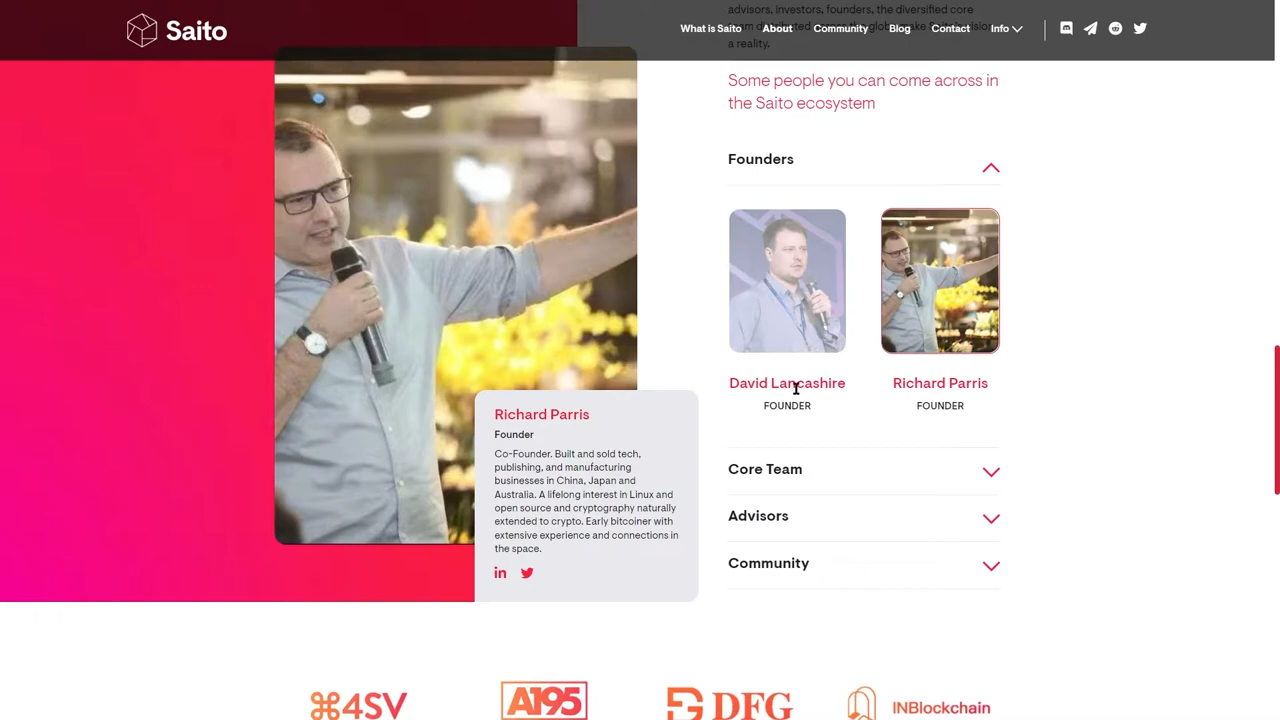 Saito
What is Saito
About
Community
Blog
Contact
Info
advisors, investors, founders, the diversified core
a reality.
Some people you can come across in
the Saito ecosystem
Founders
David Lancashire
FOUNDER
Richard Parris
FOUNDER
Richard Parris
Founder
Co-Founder. Built and sold tech,
publishing, and manufacturing
businesses in China, Japan and
Australia. A lifelong interest in Linux and
open source and cryptography naturally
extended to crypto. Early bitcoiner with
extensive experience and connections in
the space.
in
Core Team
Advisors
Community
4SV
A195
DFG
INBlockchain